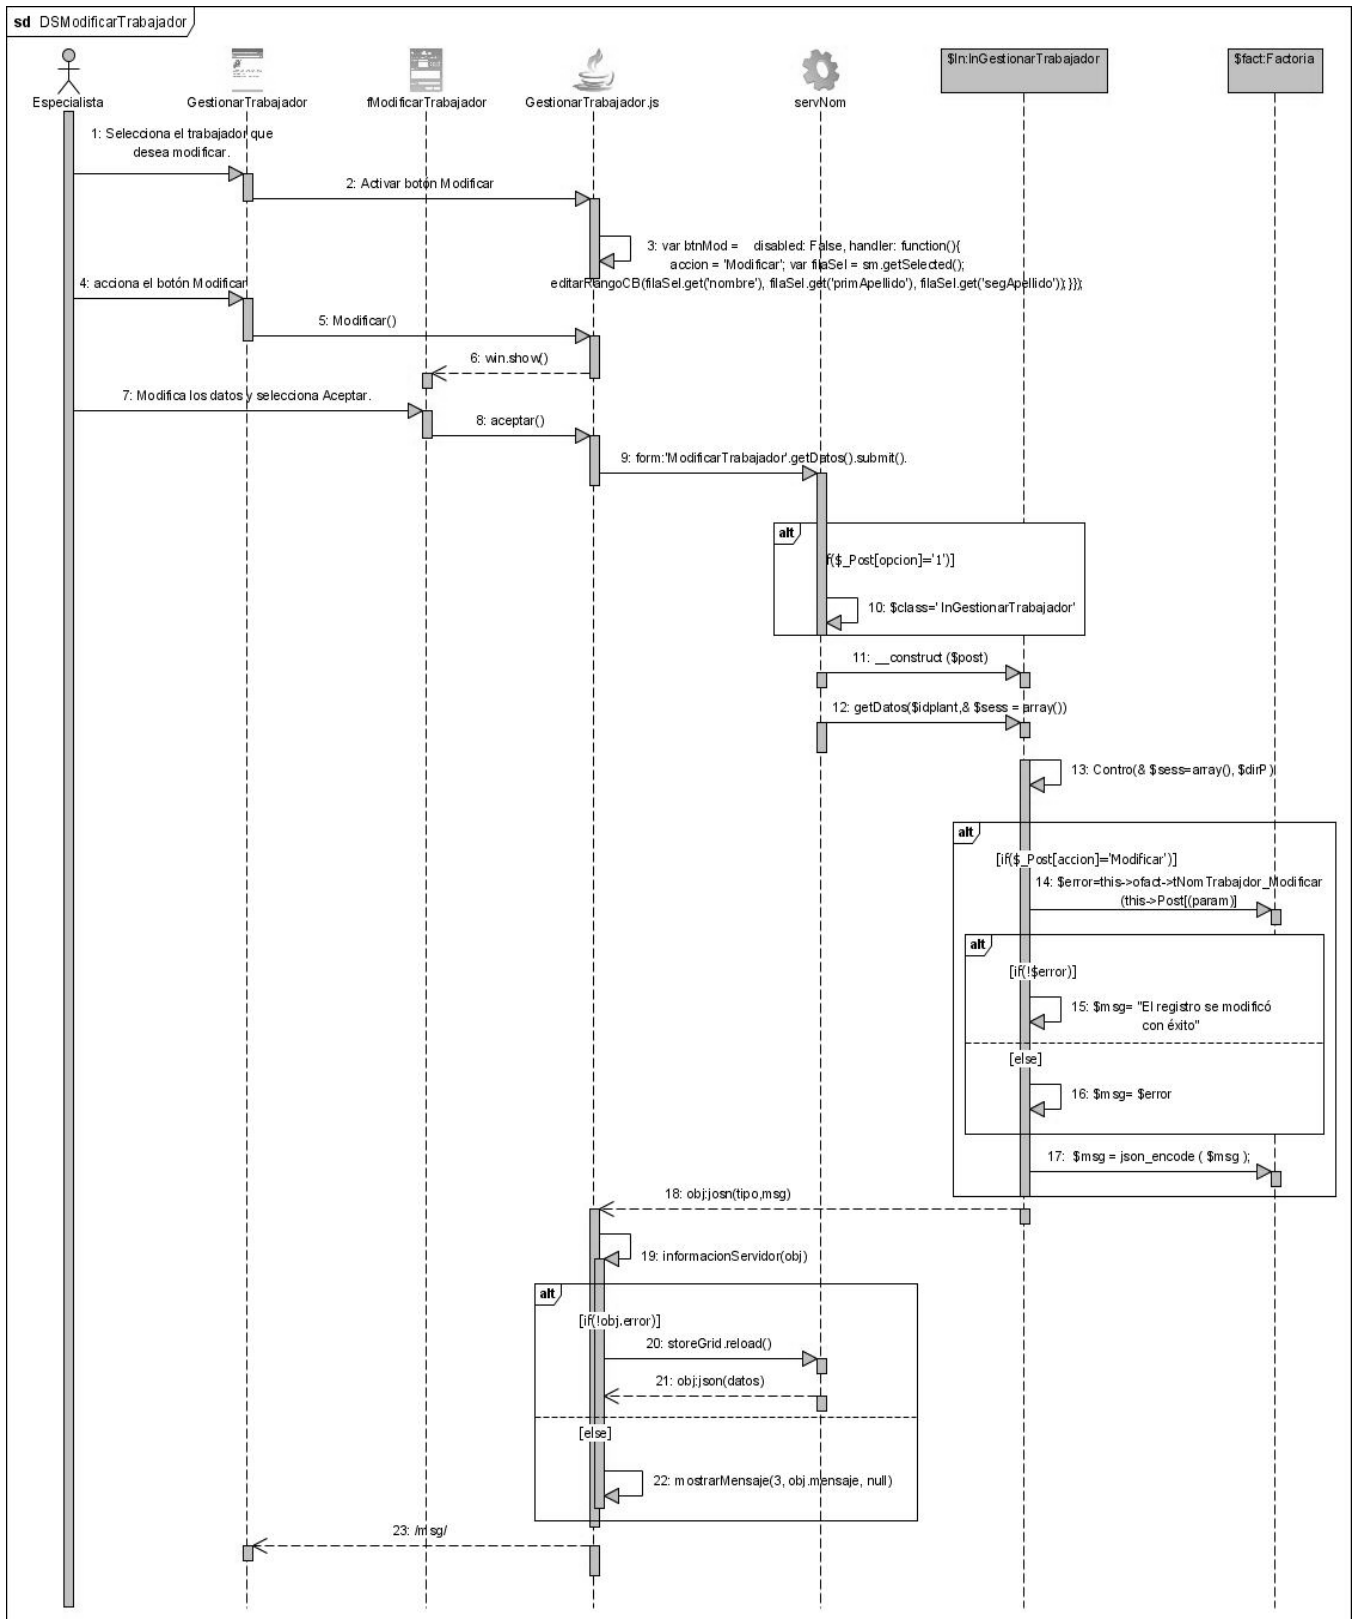 sd DSModificarTrabajador
Especialista
GestionarTrabajador
fModificarTrabajador
GestionarTrabajador.js
servNom
$In:InGestionarTrabajador
$fact:Factoria
1: Selecciona el trabajador que
desea modificar.
2: Activar botón Modificar
3: var btnMod = disabled: False, handler: function(){
accion = 'Modificar'; var filaSel = sm.getSelected();
editarRangoCB(filaSel.get('nombre'), filaSel.get('primApellido'), filaSel.get('segApellido')); }});
4: acciona el botón Modificar
5: Modificar()
6: win.show()
7: Modifica los datos y selecciona Aceptar.
8: aceptar()
9: form:'ModificarTrabajador'.getDatos().submit().
alt
f($_Post[opcion]='1')]
10: $class=' InGestionarTrabajador'
11: __construct ($post)
12: getDatos($idplant,& $sess = array())
13: Contro(& $sess=array(), $dirP)
alt
[if($_Post[accion]='Modificar')]
14: $error=this->ofact->tNomTrabajdor_Modificar
(this->Post[(param)]
alt
[if(!$error)]
15: $msg= "El registro se modificó
con éxito"
[else]
16: $msg= $error
17: $msg = json_encode ( $msg );
18: obj:josn(tipo,msg)
19: informacionServidor(obj)
alt
[if(!obj.error)]
20: storeGrid.reload()
21: obj:json(datos)
[else]
22: mostrarMensaje(3, obj.mensaje, null)
23: /msg/